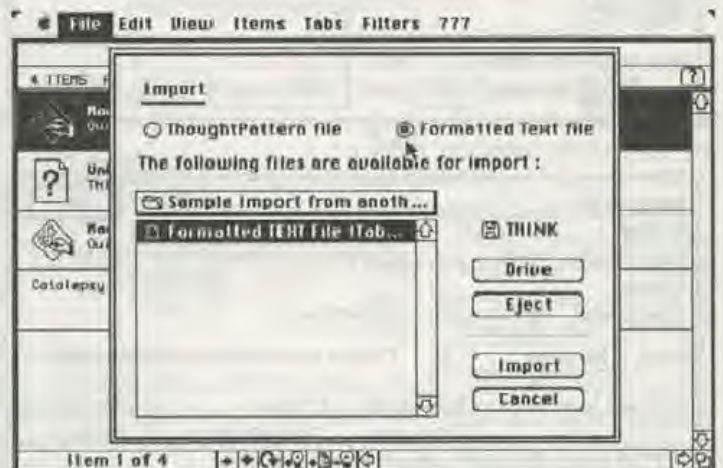 File Edit View Items Tabs Filters 777
4 ITEMS
Import
ThoughtPattern file Formatted Text file
The following files are available for import :
Sample Import from anoth...
Formatted TEXT File (Tab...
THINK
Drive
Eject
Import
Cancel
Catalepsy
Item 1 of 4